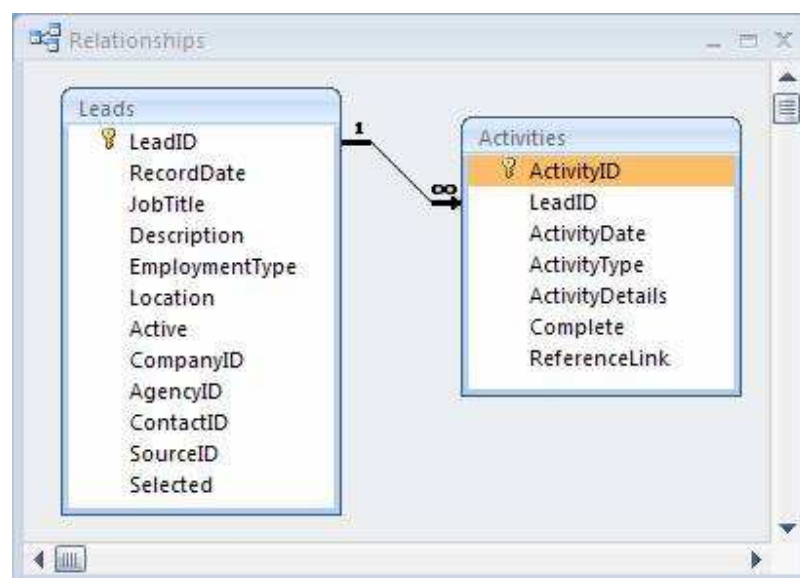 Relationships
Leads
LeadID
RecordDate
JobTitle
Description
EmploymentType
Location
Active
CompanyID
AgencyID
ContactID
SourceID
Selected
1
∞
Activities
ActivityID
LeadID
ActivityDate
ActivityType
ActivityDetails
Complete
ReferenceLink